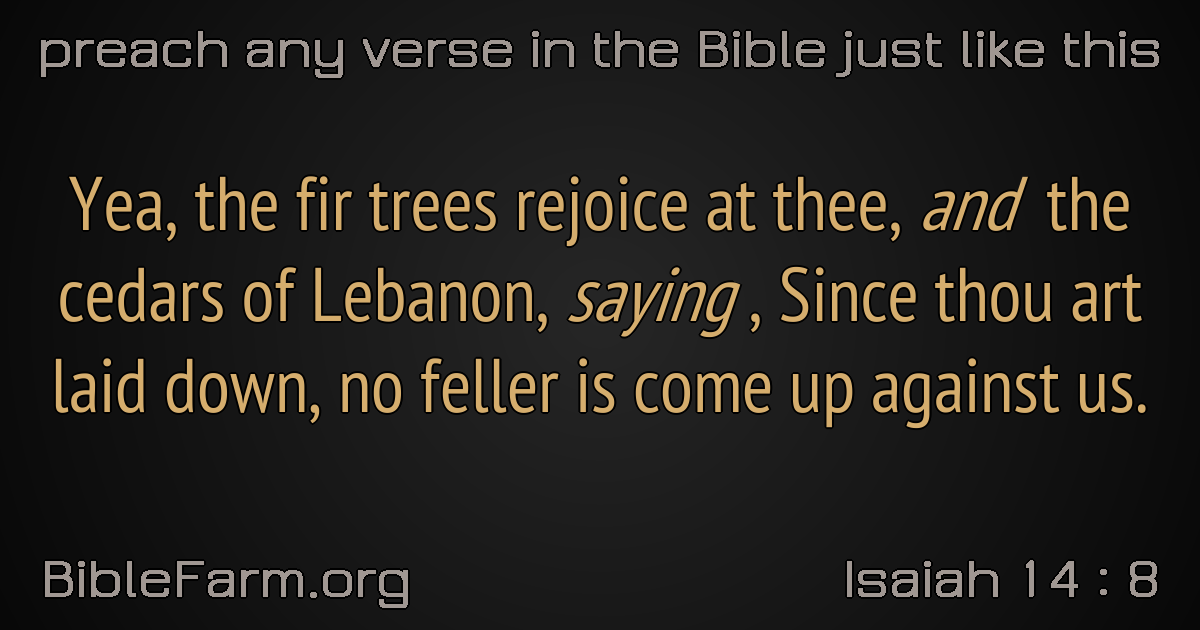 preach any verse in the Bible just like this
Yea, the fir trees rejoice at thee, and the
cedars of Lebanon, saying , Since thou art
laid down, no feller is come up against us.
BibleFarm.org
Isaiah 14 : 8